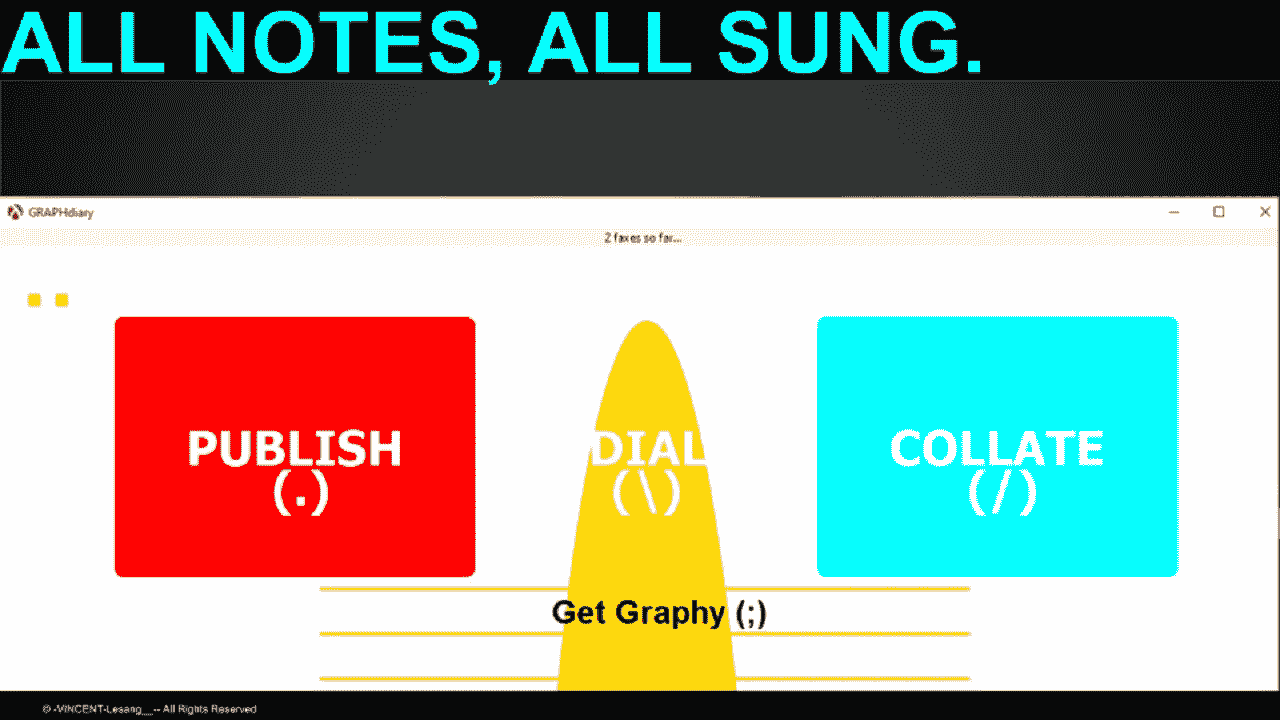 ALL NOTES, ALL SUNG.
GRAPHdiary
2 faxes so far...
PUBLISH
(.)
DIAL
(\)
COLLATE
(/)
Get Graphy (;)
© -VINCENT-Lesang__-- All Rights Reserved